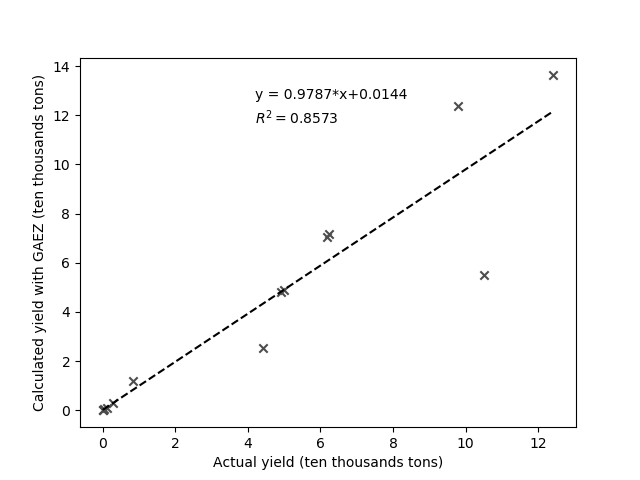 y = 0.9787*x+0.0144
R² = 0.8573
14
12
10
8
6
4
2
0
Calculated yield with GAEZ (ten thousands tons)
0 2 4 6 8 10 12
Actual yield (ten thousands tons)